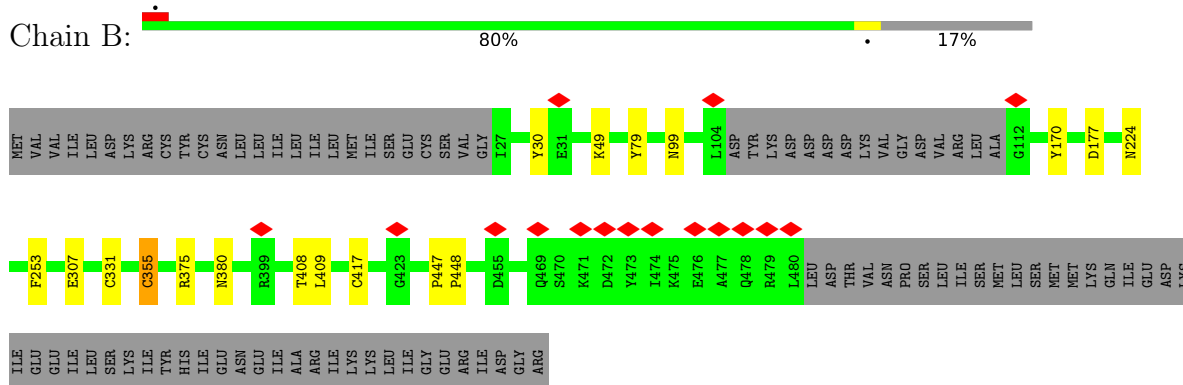 Chain B:
80% • 17%
MET VAL VAL ILE LEU ASP LYS ARG CYS TYR CYS ASN LEU LEU ILE LEU ILE LEU MET ILE SER GLU CYS SER VAL GLY I27 Y30 E31 K49 Y79 N99 L104 ASP TYR LYS ASP ASP ASP ASP LYS VAL GLY ASP VAL ARG LEU ALA G112 Y170 D177 N224
F253 E307 C331 C355 R375 N380 R399 T408 L409 C417 G423 P447 P448 D455 Q469 S470 K471 D472 Y473 I474 K475 E476 A477 Q478 R479 L480 LEU ASP THR VAL ASN PRO SER LEU ILE SER MET LEU SER MET MET LYS GLN ILE GLU ASP
ILE GLU GLU ILE LEU SER LYS ILE TYR HIS ILE GLU ASN GLU ILE ALA ARG ILE LYS LYS LEU ILE GLY GLU ARG ILE ASP GLY ARG